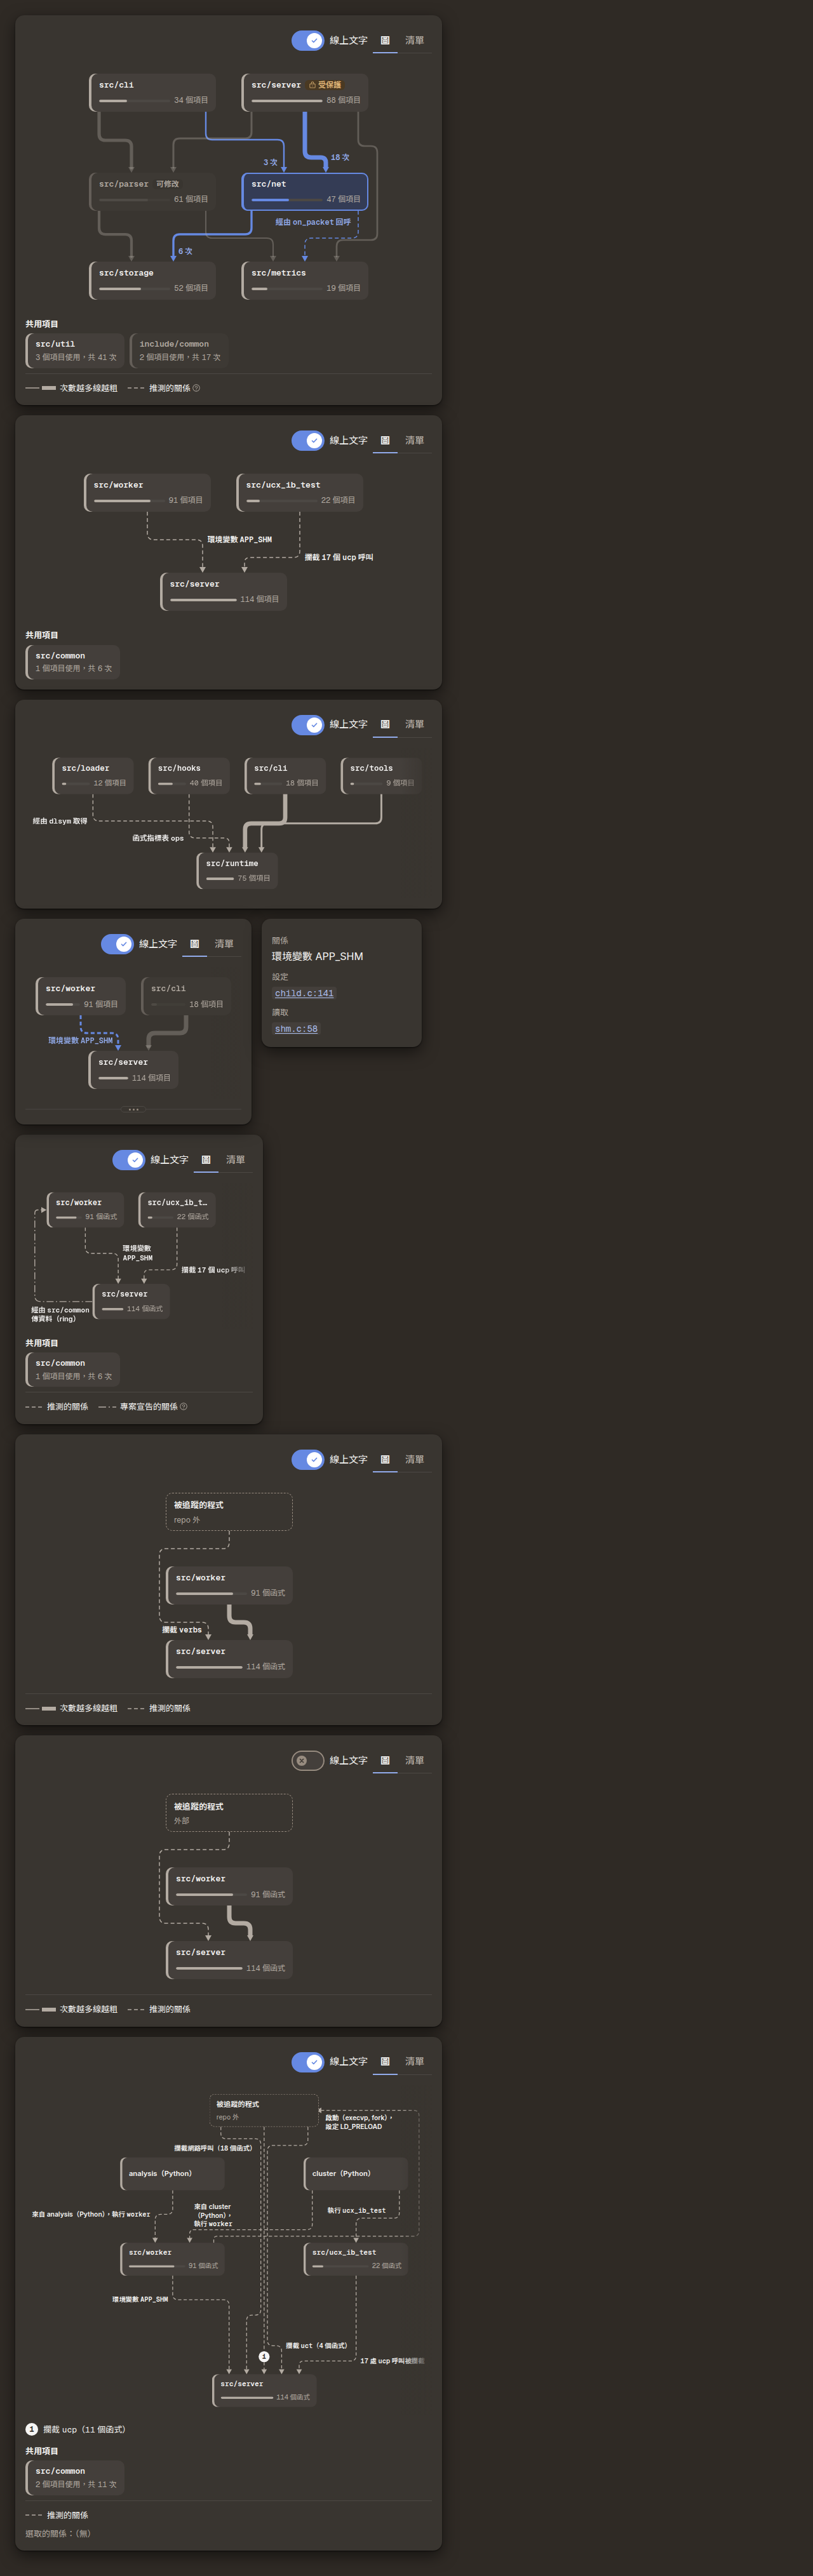 線上文字 圖 清單
src/cli
34 個項目
src/server 受保護
88 個項目
3 次
18 次
src/parser 可修改
61 個項目
src/net
47 個項目
經由 on_packet 回呼
6 次
src/storage
52 個項目
src/metrics
19 個項目
共用項目
src/util
3 個項目使用，共 41 次
include/common
2 個項目使用，共 17 次
次數越多線越粗
推測的關係
線上文字 圖 清單
src/worker
91 個項目
src/ucx_ib_test
22 個項目
環境變數 APP_SHM
攔截 17 個 ucp 呼叫
src/server
114 個項目
共用項目
src/common
1 個項目使用，共 6 次
線上文字 圖 清單
src/loader
12 個項目
src/hooks
40 個項目
src/cli
18 個項目
src/tools
9 個項目
經由 dlsym 取得
函式指標表 ops
src/runtime
75 個項目
線上文字 圖 清單
src/worker
91 個項目
src/cli
18 個項目
環境變數 APP_SHM
src/server
114 個項目
關係
環境變數 APP_SHM
設定
child.c:141
讀取
shm.c:58
線上文字 圖 清單
src/worker
91 個函式
src/ucx_ib_t…
22 個函式
環境變數
APP_SHM
攔截 17 個 ucp 呼叫
src/server
114 個函式
經由 src/common
傳資料（ring）
共用項目
src/common
1 個項目使用，共 6 次
推測的關係
專案宣告的關係
線上文字 圖 清單
被追蹤的程式
repo 外
src/worker
91 個函式
攔截 verbs
src/server
114 個函式
次數越多線越粗
推測的關係
線上文字 圖 清單
被追蹤的程式
外部
src/worker
91 個函式
src/server
114 個函式
次數越多線越粗
推測的關係
線上文字 圖 清單
被追蹤的程式
repo 外
啟動（execvp, fork），
設定 LD_PRELOAD
攔截網路呼叫（18 個函式）
analysis（Python）
cluster（Python）
來自 analysis（Python），執行 worker
來自 cluster
（Python），
執行 worker
執行 ucx_ib_test
src/worker
91 個函式
src/ucx_ib_test
22 個函式
環境變數 APP_SHM
攔截 uct（4 個函式）
1
17 處 ucp 呼叫被攔截
src/server
114 個函式
1 攔截 ucp（11 個函式）
共用項目
src/common
2 個項目使用，共 11 次
推測的關係
選取的關係：（無）